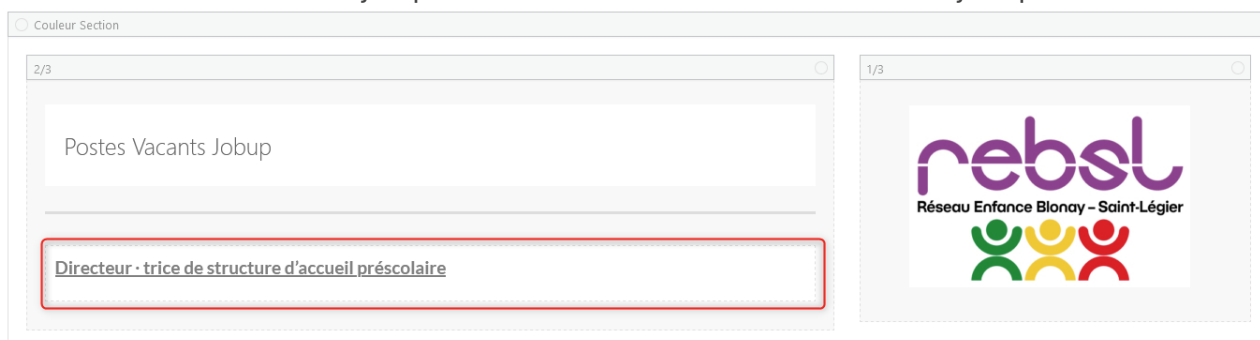 Couleur Section
2/3
1/3
Postes Vacants Jobup
Directeur · trice de structure d’accueil préscolaire
rebsl
Réseau Enfance Blonay – Saint-Légier